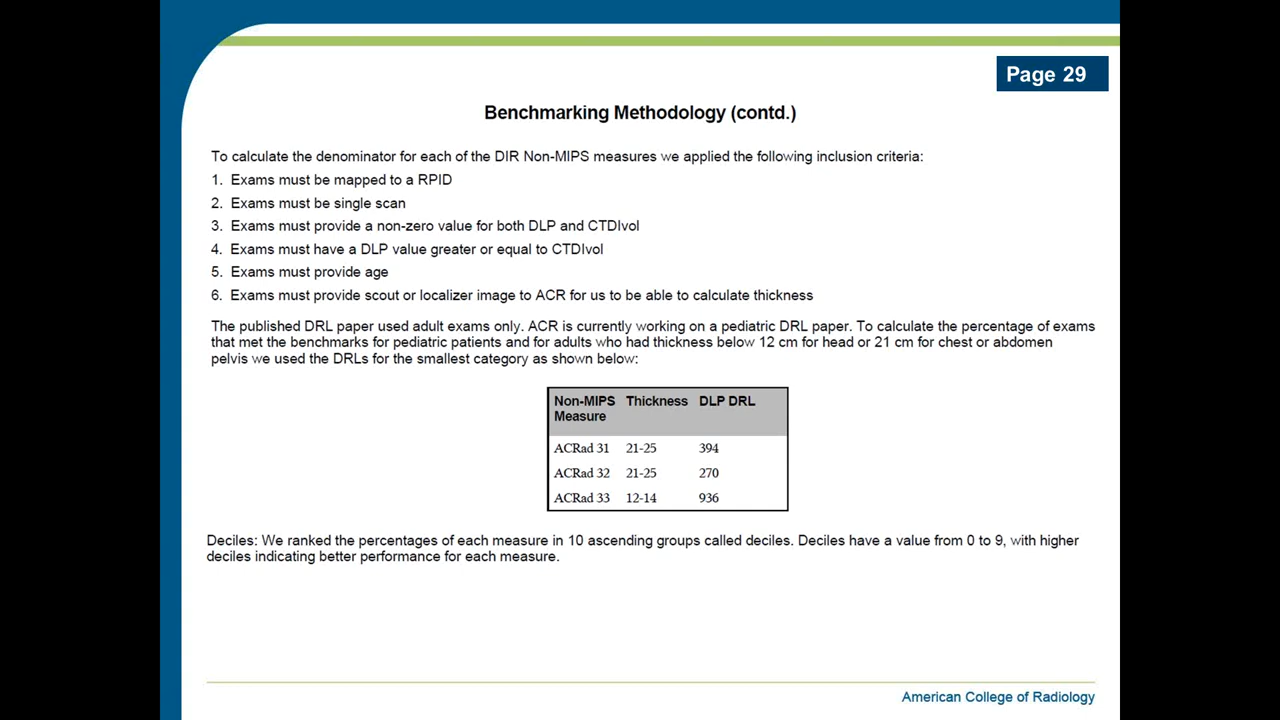 Page 29
Benchmarking Methodology (contd.)
To calculate the denominator for each of the DIR Non-MIPS measures we applied the following inclusion criteria:
1. Exams must be mapped to a RPID
2. Exams must be single scan
3. Exams must provide a non-zero value for both DLP and CTDIvol
4. Exams must have a DLP value greater or equal to CTDIvol
5. Exams must provide age
6. Exams must provide scout or localizer image to ACR for us to be able to calculate thickness
The published DRL paper used adult exams only. ACR is currently working on a pediatric DRL paper. To calculate the percentage of exams
that met the benchmarks for pediatric patients and for adults who had thickness below 12 cm for head or 21 cm for chest or abdomen
pelvis we used the DRLs for the smallest category as shown below:
Non-MIPS Measure Thickness DLP DRL
ACRad 31 21-25 394
ACRad 32 21-25 270
ACRad 33 12-14 936
Deciles: We ranked the percentages of each measure in 10 ascending groups called deciles. Deciles have a value from 0 to 9, with higher
deciles indicating better performance for each measure.
American College of Radiology